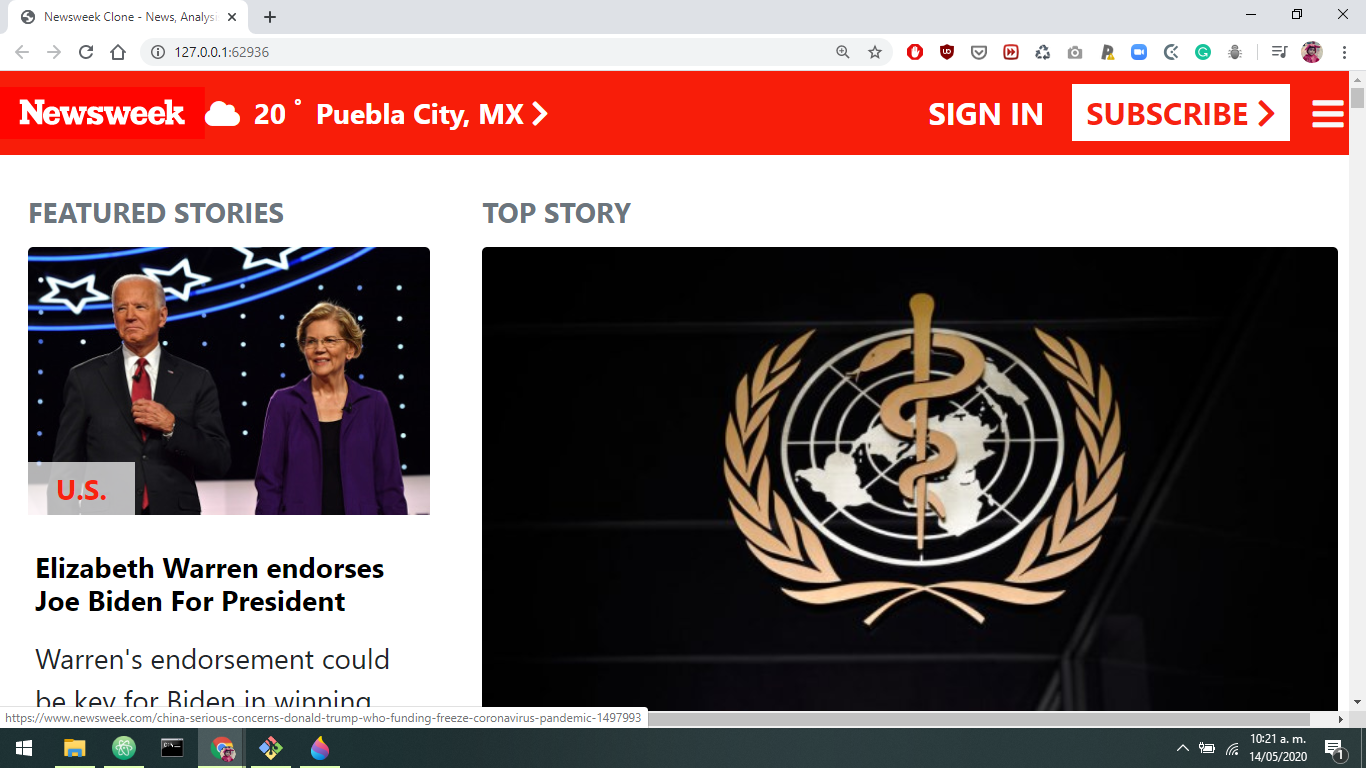 Newsweek Clone - News, Analysi
127.0.0.1:62936
Newsweek
20 ° Puebla City, MX
SIGN IN
SUBSCRIBE
FEATURED STORIES
U.S.
Elizabeth Warren endorses
Joe Biden For President
Warren's endorsement could
be key for Biden in winning
TOP STORY
https://www.newsweek.com/china-serious-concerns-donald-trump-who-funding-freeze-coronavirus-pandemic-1497993
10:21 a. m.
14/05/2020
1